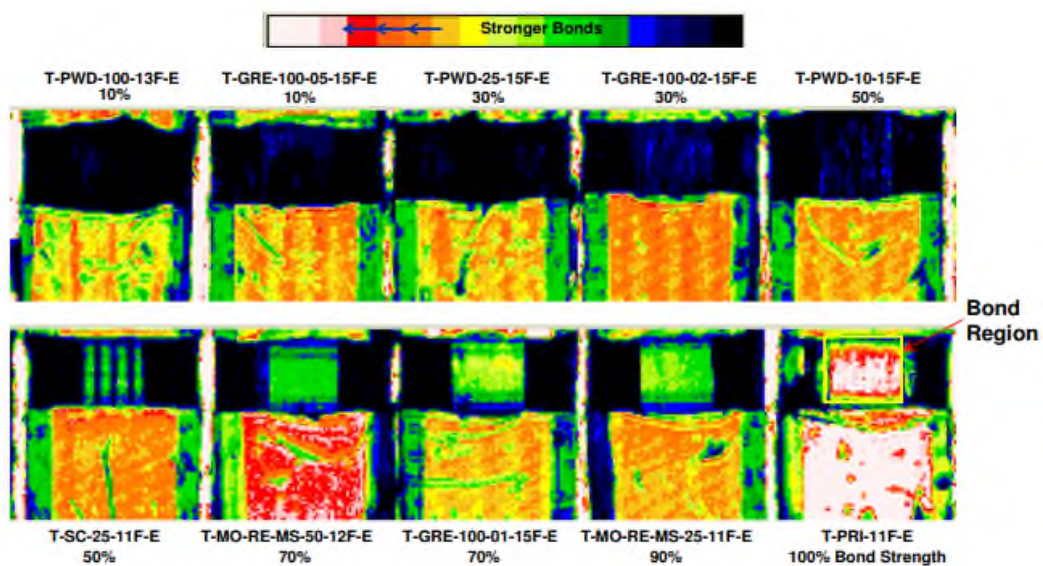 Stronger Bonds
T-PWD-100-13F-E
10%
T-GRE-100-05-15F-E
10%
T-PWD-25-15F-E
30%
T-GRE-100-02-15F-E
30%
T-PWD-10-15F-E
50%
Bond
Region
T-SC-25-11F-E
50%
T-MO-RE-MS-50-12F-E
70%
T-GRE-100-01-15F-E
70%
T-MO-RE-MS-25-11F-E
90%
T-PRI-11F-E
100% Bond Strength